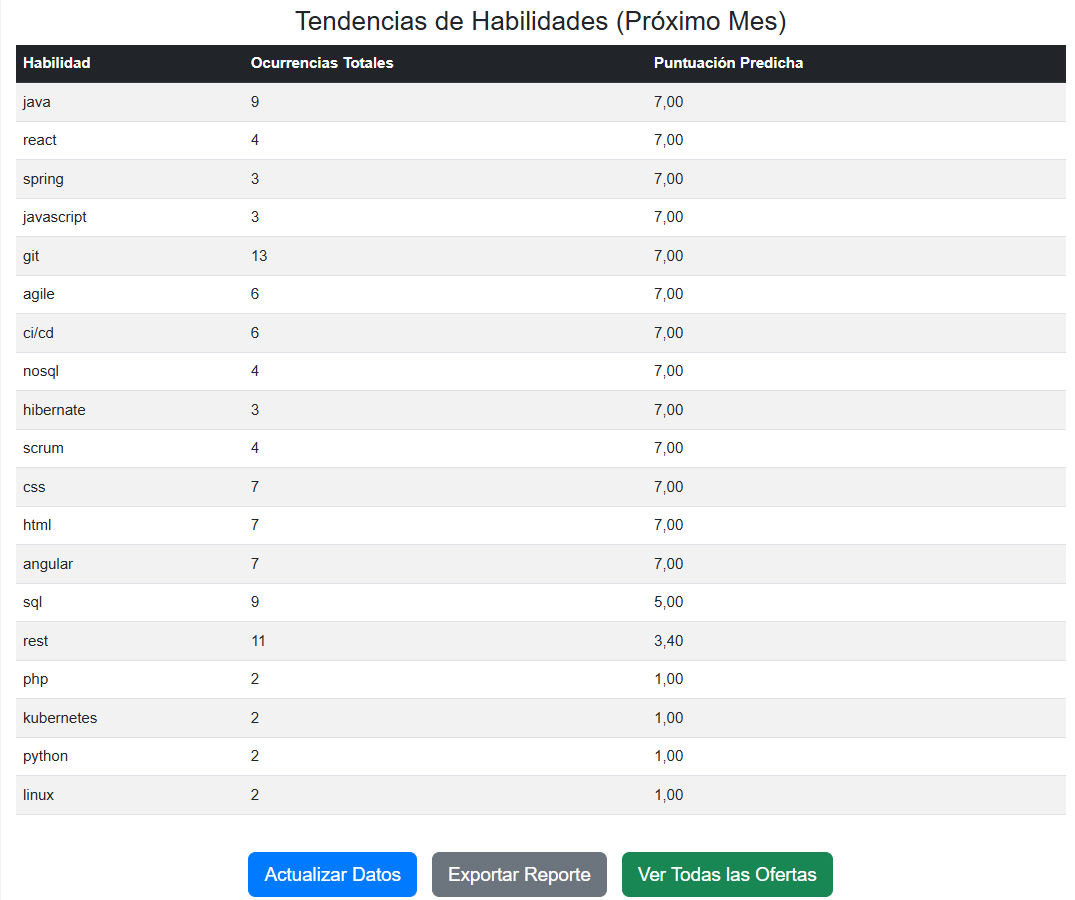 Tendencias de Habilidades (Próximo Mes)
Habilidad Ocurrencias Totales Puntuación Predicha
java 9 7,00
react 4 7,00
spring 3 7,00
javascript 3 7,00
git 13 7,00
agile 6 7,00
ci/cd 6 7,00
nosql 4 7,00
hibernate 3 7,00
scrum 4 7,00
css 7 7,00
html 7 7,00
angular 7 7,00
sql 9 5,00
rest 11 3,40
php 2 1,00
kubernetes 2 1,00
python 2 1,00
linux 2 1,00
Actualizar Datos Exportar Reporte Ver Todas las Ofertas